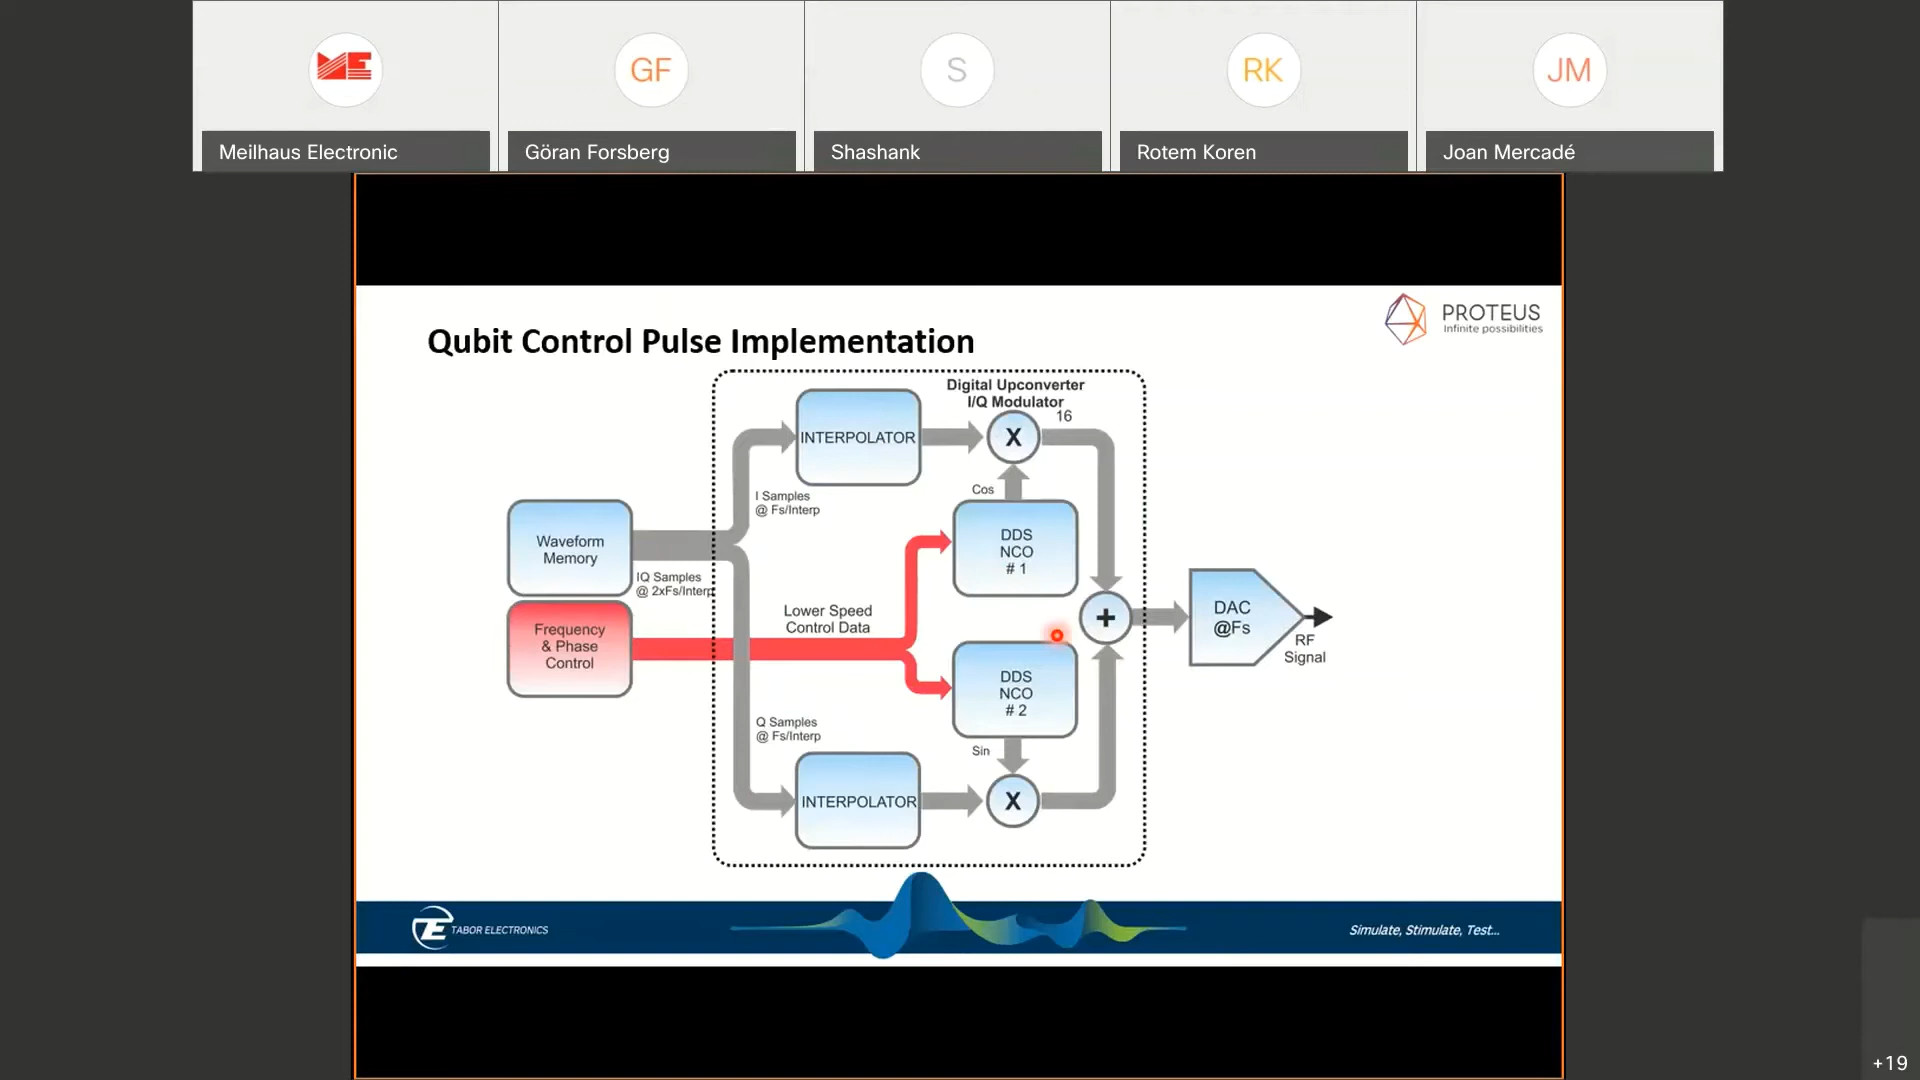 GF
S
RK
JM
Meilhaus Electronic
Göran Forsberg
Shashank
Rotem Koren
Joan Mercadé
PROTEUS
Infinite possibilities
Qubit Control Pulse Implementation
Digital Upconverter
I/Q Modulator
16
INTERPOLATOR
X
I Samples
@ Fs/Interp
Cos
Waveform
Memory
DDS
NCO
# 1
IQ Samples
@ 2xFs/Interp
Lower Speed
Control Data
Frequency
& Phase
Control
+
DAC
@Fs
RF
Signal
DDS
NCO
# 2
Q Samples
@ Fs/Interp
Sin
INTERPOLATOR
X
TABOR ELECTRONICS
Simulate, Stimulate, Test...
+19